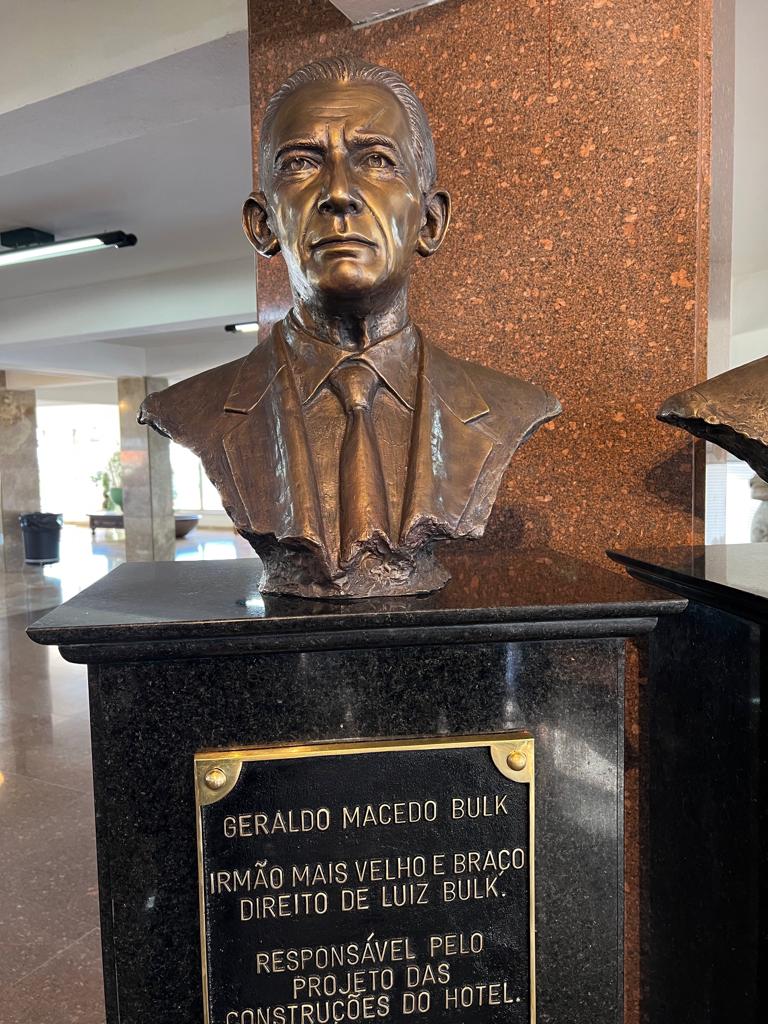 GERALDO MACEDO BULK
IRMÃO MAIS VELHO E BRAÇO
DIREITO DE LUIZ BULK.
RESPONSÁVEL PELO
PROJETO DAS
CONSTRUÇÕES DO HOTEL.